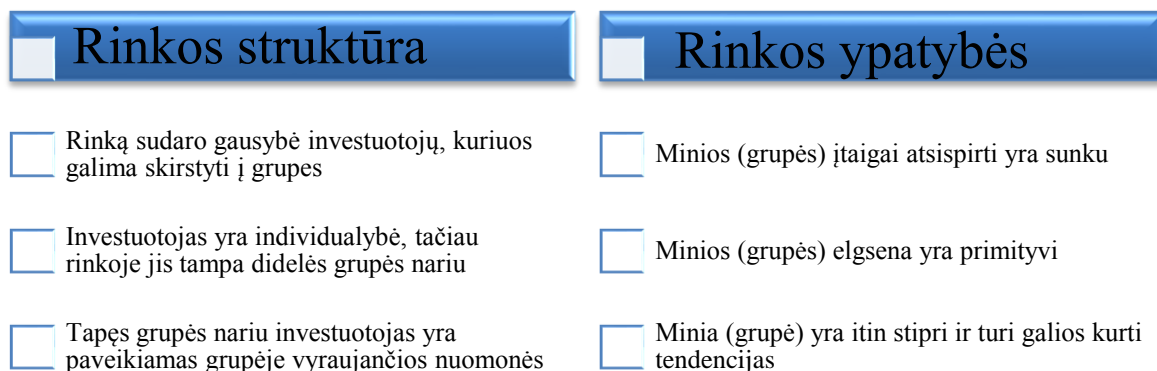 Rinkos struktūra
Rinką sudaro gausybė investuotojų, kuriuos
galima skirstyti į grupes
Investuotojas yra individualybė, tačiau
rinkoje jis tampa didelės grupės nariu
Tapęs grupės nariu investuotojas yra
paveikiamas grupėje vyraujančios nuomonės
Rinkos ypatybės
Minios (grupės) įtaigai atsispirti yra sunku
Minios (grupės) elgsena yra primityvi
Minia (grupė) yra itin stipri ir turi galios kurti
tendencijas